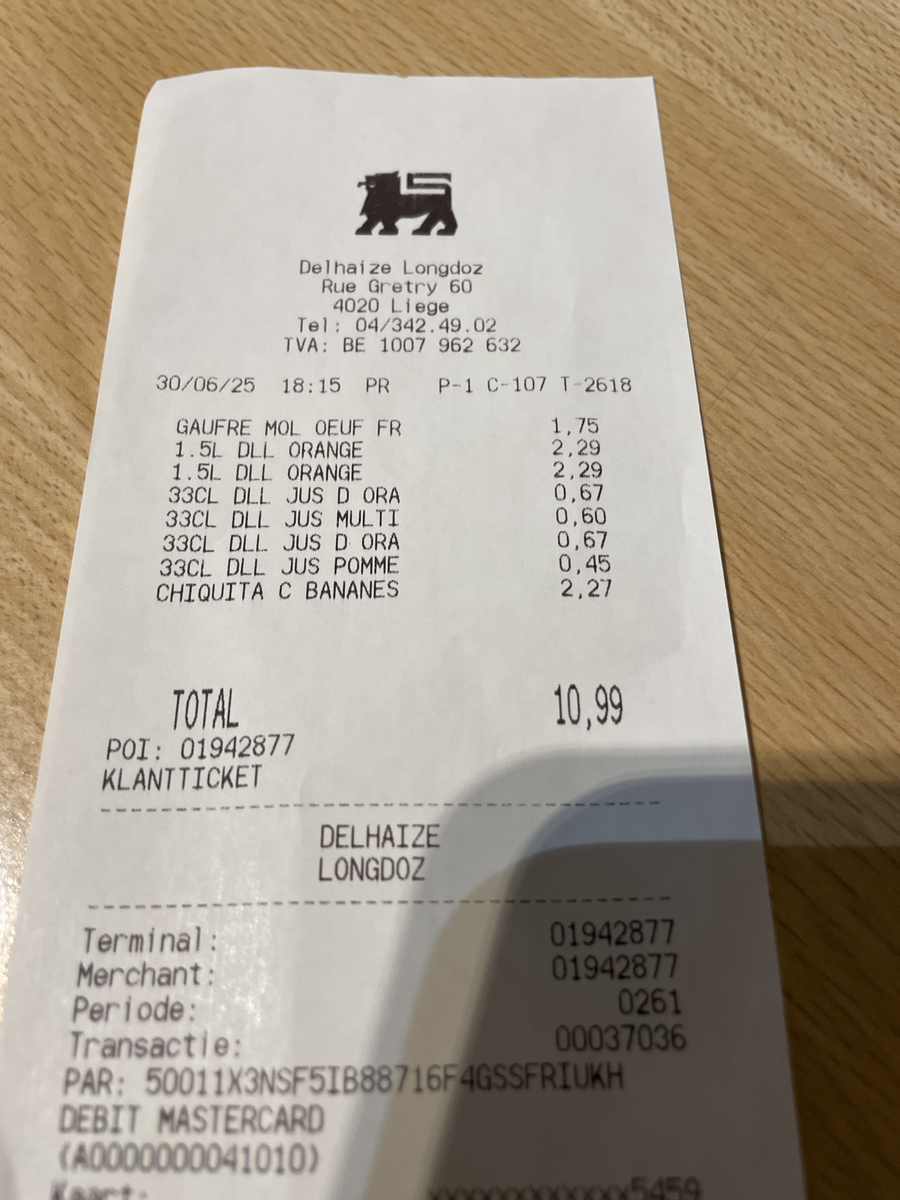 Delhaize Longdoz
Rue Gretry 60
4020 Liege
Tel: 04/342.49.02
TVA: BE 1007 962 632
30/06/25 18:15 PR P-1 C-107 T-2618
GAUFRE MOL OEUF FR 1,75
1.5L DLL ORANGE 2,29
1.5L DLL ORANGE 2,29
33CL DLL JUS D ORA 0,67
33CL DLL JUS MULTI 0,60
33CL DLL JUS D ORA 0,67
33CL DLL JUS POMME 0,45
CHIQUITA C BANANES 2,27
TOTAL 10,99
POI: 01942877
KLANTTICKET
DELHAIZE
LONGDOZ
Terminal: 01942877
Merchant: 01942877
Periode: 0261
Transactie: 00037036
PAR: 50011X3NSF5IB88716F4GSSFRIUKH
DEBIT MASTERCARD
(A0000000041010)
Kaart: xxxxxxxxxxxx5459